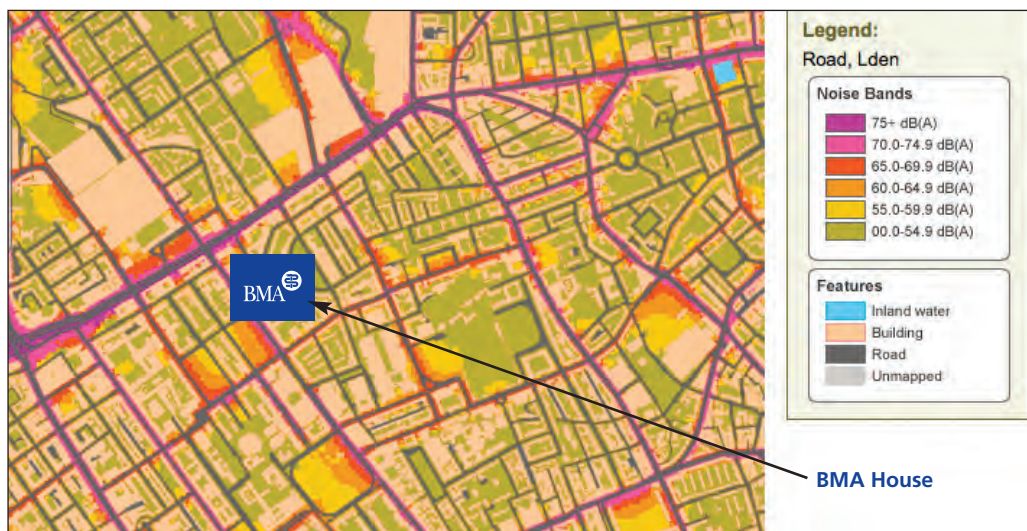 Legend:
Road, Lden
Noise Bands
75+ dB(A)
70.0-74.9 dB(A)
65.0-69.9 dB(A)
60.0-64.9 dB(A)
55.0-59.9 dB(A)
00.0-54.9 dB(A)
Features
Inland water
Building
Road
Unmapped
BMA
BMA House